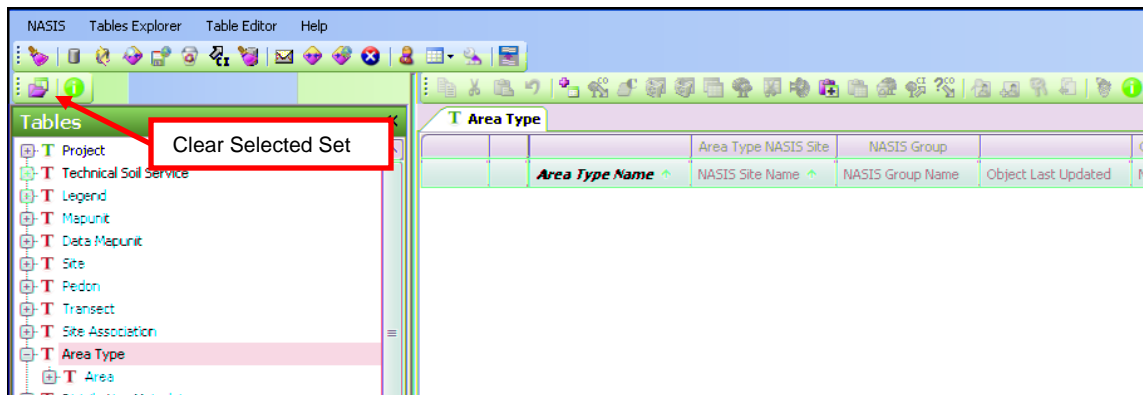 NASIS Tables Explorer Table Editor Help
Tables
Clear Selected Set
T Project
T Technical Soil Service
T Legend
T Mapunit
T Data Mapunit
T Site
T Pedon
T Transect
T Site Association
T Area Type
T Area
T Area Type
Area Type NASIS Site NASIS Group
Area Type Name NASIS Site Name NASIS Group Name Object Last Updated